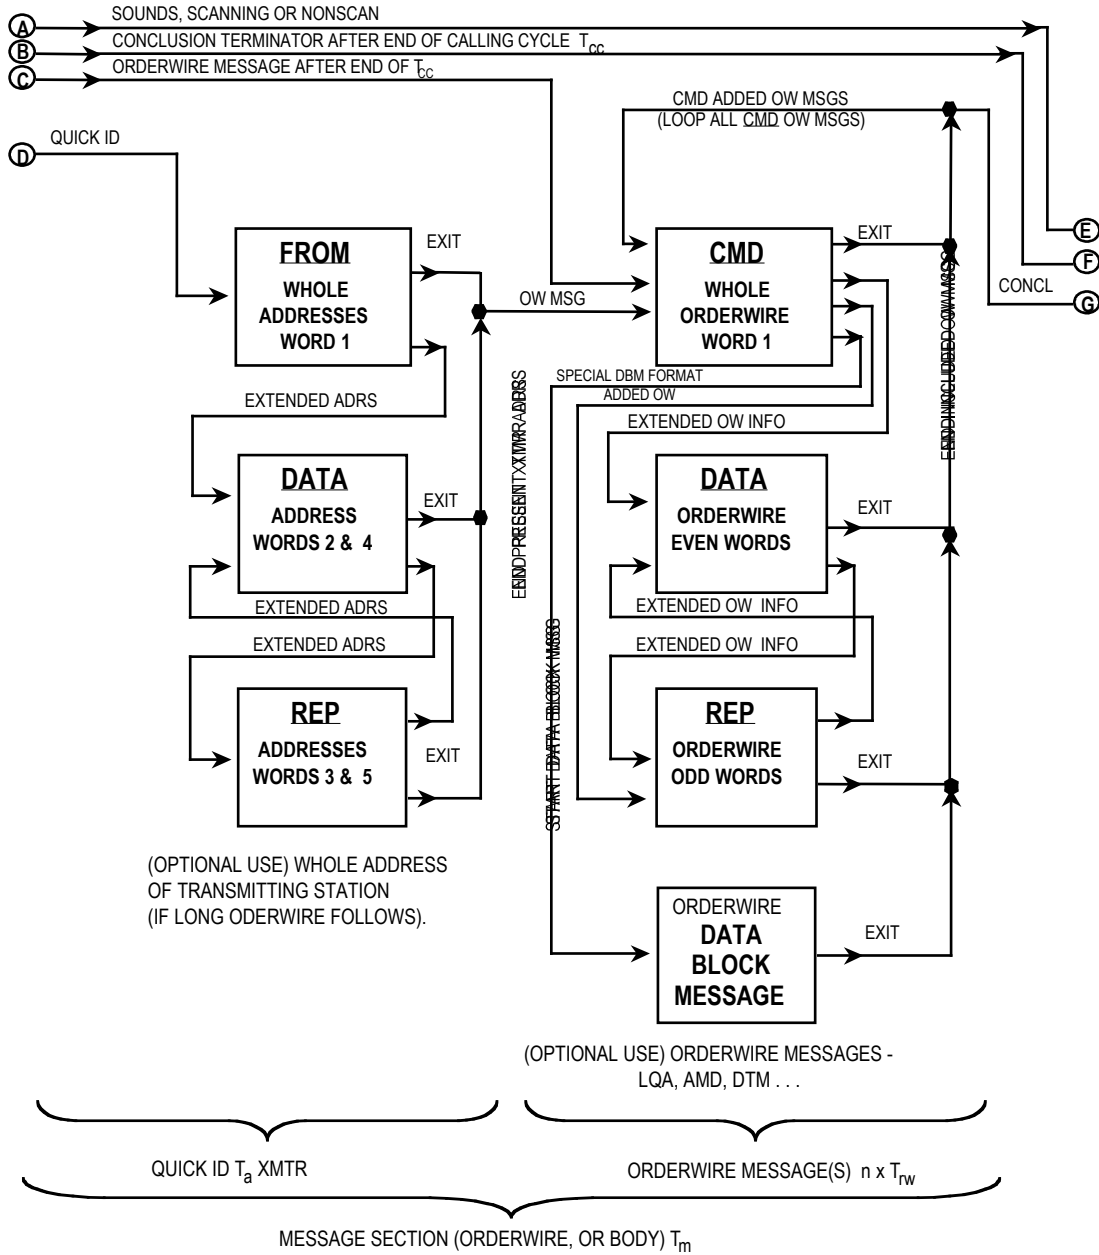 A
SOUNDS, SCANNING OR NONSCAN
B
CONCLUSION TERMINATOR AFTER END OF CALLING CYCLE Tcc
C
ORDERWIRE MESSAGE AFTER END OF Tcc
CMD ADDED OW MSGS
(LOOP ALL CMD OW MSGS)
D
QUICK ID
E
F
G
CONCL
FROM
WHOLE
ADDRESSES
WORD 1
EXIT
OW MSG
CMD
WHOLE
ORDERWIRE
WORD 1
EXIT
SPECIAL DBM FORMAT
ADDED OW
EXTENDED ADRS
EXTENDED OW INFO
DATA
ADDRESS
WORDS 2 & 4
EXIT
DATA
ORDERWIRE
EVEN WORDS
EXIT
EXTENDED ADRS
EXTENDED ADRS
EXTENDED OW INFO
EXTENDED OW INFO
REP
ADDRESSES
WORDS 3 & 5
EXIT
REP
ORDERWIRE
ODD WORDS
EXIT
(OPTIONAL USE) WHOLE ADDRESS
OF TRANSMITTING STATION
(IF LONG ODERWIRE FOLLOWS).
ORDERWIRE
DATA
BLOCK
MESSAGE
EXIT
(OPTIONAL USE) ORDERWIRE MESSAGES -
LQA, AMD, DTM . . .
QUICK ID Ta XMTR
ORDERWIRE MESSAGE(S) n x Trw
MESSAGE SECTION (ORDERWIRE, OR BODY) Tm